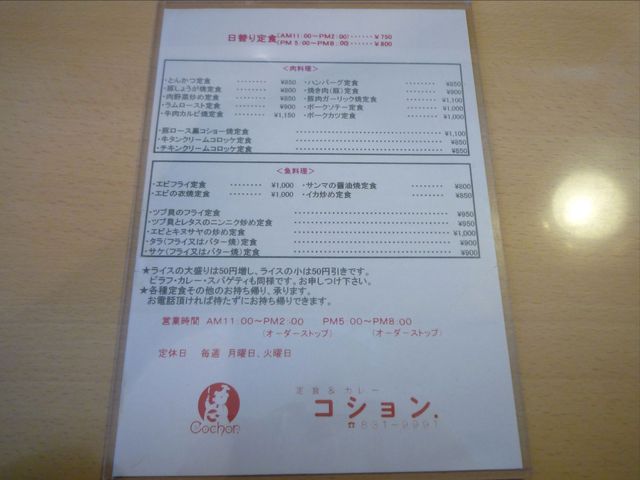 日替り定食(AM11:00～PM2:00)‥‥‥¥750
(PM 5:00～PM8:00)‥‥‥¥800
＜肉料理＞
・とんかつ定食 ‥‥‥‥ ¥850 ・ハンバーグ定食 ‥‥‥‥ ¥850
・豚しょうが焼定食 ‥‥‥‥ ¥800 ・焼き肉(豚)定食 ‥‥‥‥ ¥900
・肉野菜炒め定食 ‥‥‥‥ ¥850 ・豚肉ガーリック焼定食 ‥‥‥‥ ¥1,100
・ラムロースト定食 ‥‥‥‥ ¥900 ・ポークソテー定食 ‥‥‥‥ ¥1,000
・牛肉カルビ焼定食 ‥‥‥‥ ¥1,150 ・ポークカツ定食 ‥‥‥‥ ¥1,000
・豚ロース黒コショー焼定食 ‥‥‥‥ ¥1,100
・牛タンクリームコロッケ定食 ‥‥‥‥ ¥850
・チキンクリームコロッケ定食 ‥‥‥‥ ¥850
＜魚料理＞
・エビフライ定食 ‥‥‥‥ ¥1,000 ・サンマの醤油焼定食 ‥‥‥‥ ¥800
・エビの衣焼定食 ‥‥‥‥ ¥1,000 ・イカ炒め定食 ‥‥‥‥ ¥850
・ツブ貝のフライ定食 ‥‥‥‥ ¥950
・ツブ貝とレタスのニンニク炒め定食 ‥‥‥‥ ¥950
・エビとキヌサヤの炒め定食 ‥‥‥‥ ¥1,000
・タラ(フライ又はバター焼)定食 ‥‥‥‥ ¥900
・サケ(フライ又はバター焼)定食 ‥‥‥‥ ¥900
★ライスの大盛りは50円増し、ライスの小は50円引きです。
ピラフ・カレー・スパゲティも同様です。お申しつけ下さい。
★各種定食その他のお持ち帰り、承ります。
お電話頂ければ待たずにお持ち帰りできます。
営業時間 AM11:00～PM2:00 PM5:00～PM8:00
(オーダーストップ) (オーダーストップ)
定休日 毎週 月曜日、火曜日
定食＆カレー
Cochon コション.
☎831-9991